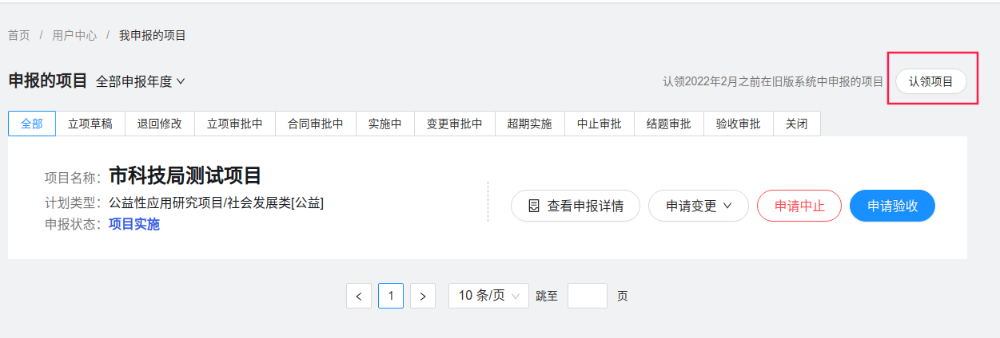 首页 / 用户中心 / 我申报的项目
申报的项目 全部申报年度
认领2022年2月之前在旧版系统中申报的项目 认领项目
全部 立项草稿 退回修改 立项审批中 合同审批中 实施中 变更审批中 超期实施 中止审批 结题审批 验收审批 关闭
项目名称：市科技局测试项目
计划类型：公益性应用研究项目/社会发展类[公益]
申报状态：项目实施
查看申报详情 申请变更 申请中止 申请验收
< 1 > 10 条/页 跳至 页